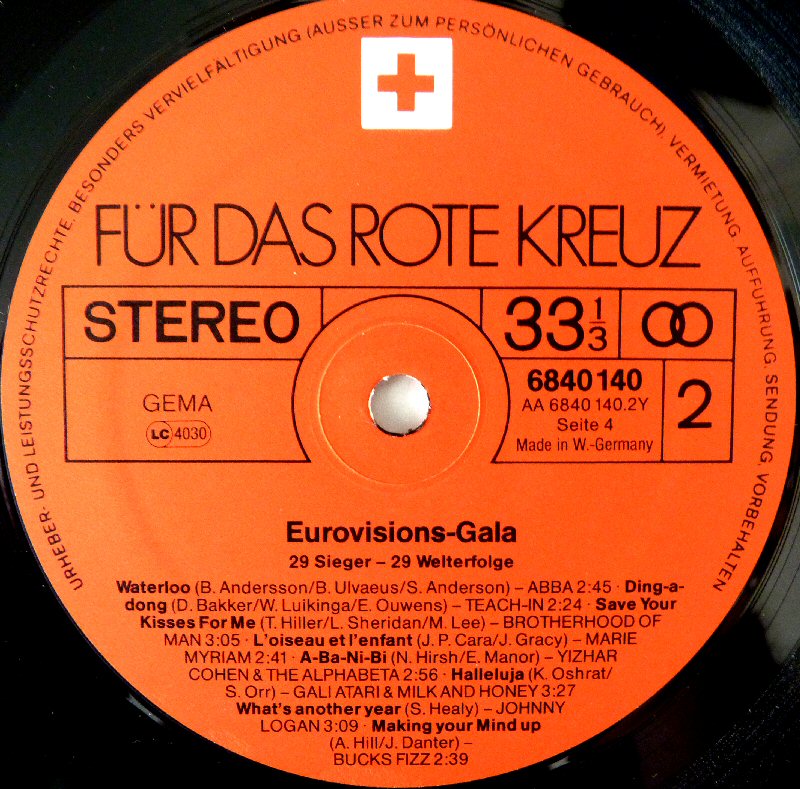 URHEBER- UND LEISTUNGSSCHUTZRECHTE, BESONDERS VERVIELFÄLTIGUNG (AUSSER ZUM PERSÖNLICHEN GEBRAUCH), VERMIETUNG, AUFFÜHRUNG, SENDUNG, VORBEHALTEN
FÜR DAS ROTE KREUZ
STEREO
33 1/3
GEMA
LC 4030
6840 140
AA 6840 140.2Y
Seite 4
Made in W.-Germany
2
Eurovisions-Gala
29 Sieger – 29 Welterfolge
Waterloo (B. Andersson/B. Ulvaeus/S. Anderson) – ABBA 2:45 · Ding-a-
dong (D. Bakker/W. Luikinga/E. Ouwens) – TEACH-IN 2:24 · Save Your
Kisses For Me (T. Hiller/L. Sheridan/M. Lee) – BROTHERHOOD OF
MAN 3:05 · L'oiseau et l'enfant (J. P. Cara/J. Gracy) – MARIE
MYRIAM 2:41 · A-Ba-Ni-Bi (N. Hirsh/E. Manor) – YIZHAR
COHEN & THE ALPHABETA 2:56 · Halleluja (K. Oshrat/
S. Orr) – GALI ATARI & MILK AND HONEY 3:27
What's another year (S. Healy) – JOHNNY
LOGAN 3:09 · Making your Mind up
(A. Hill/J. Danter) –
BUCKS FIZZ 2:39